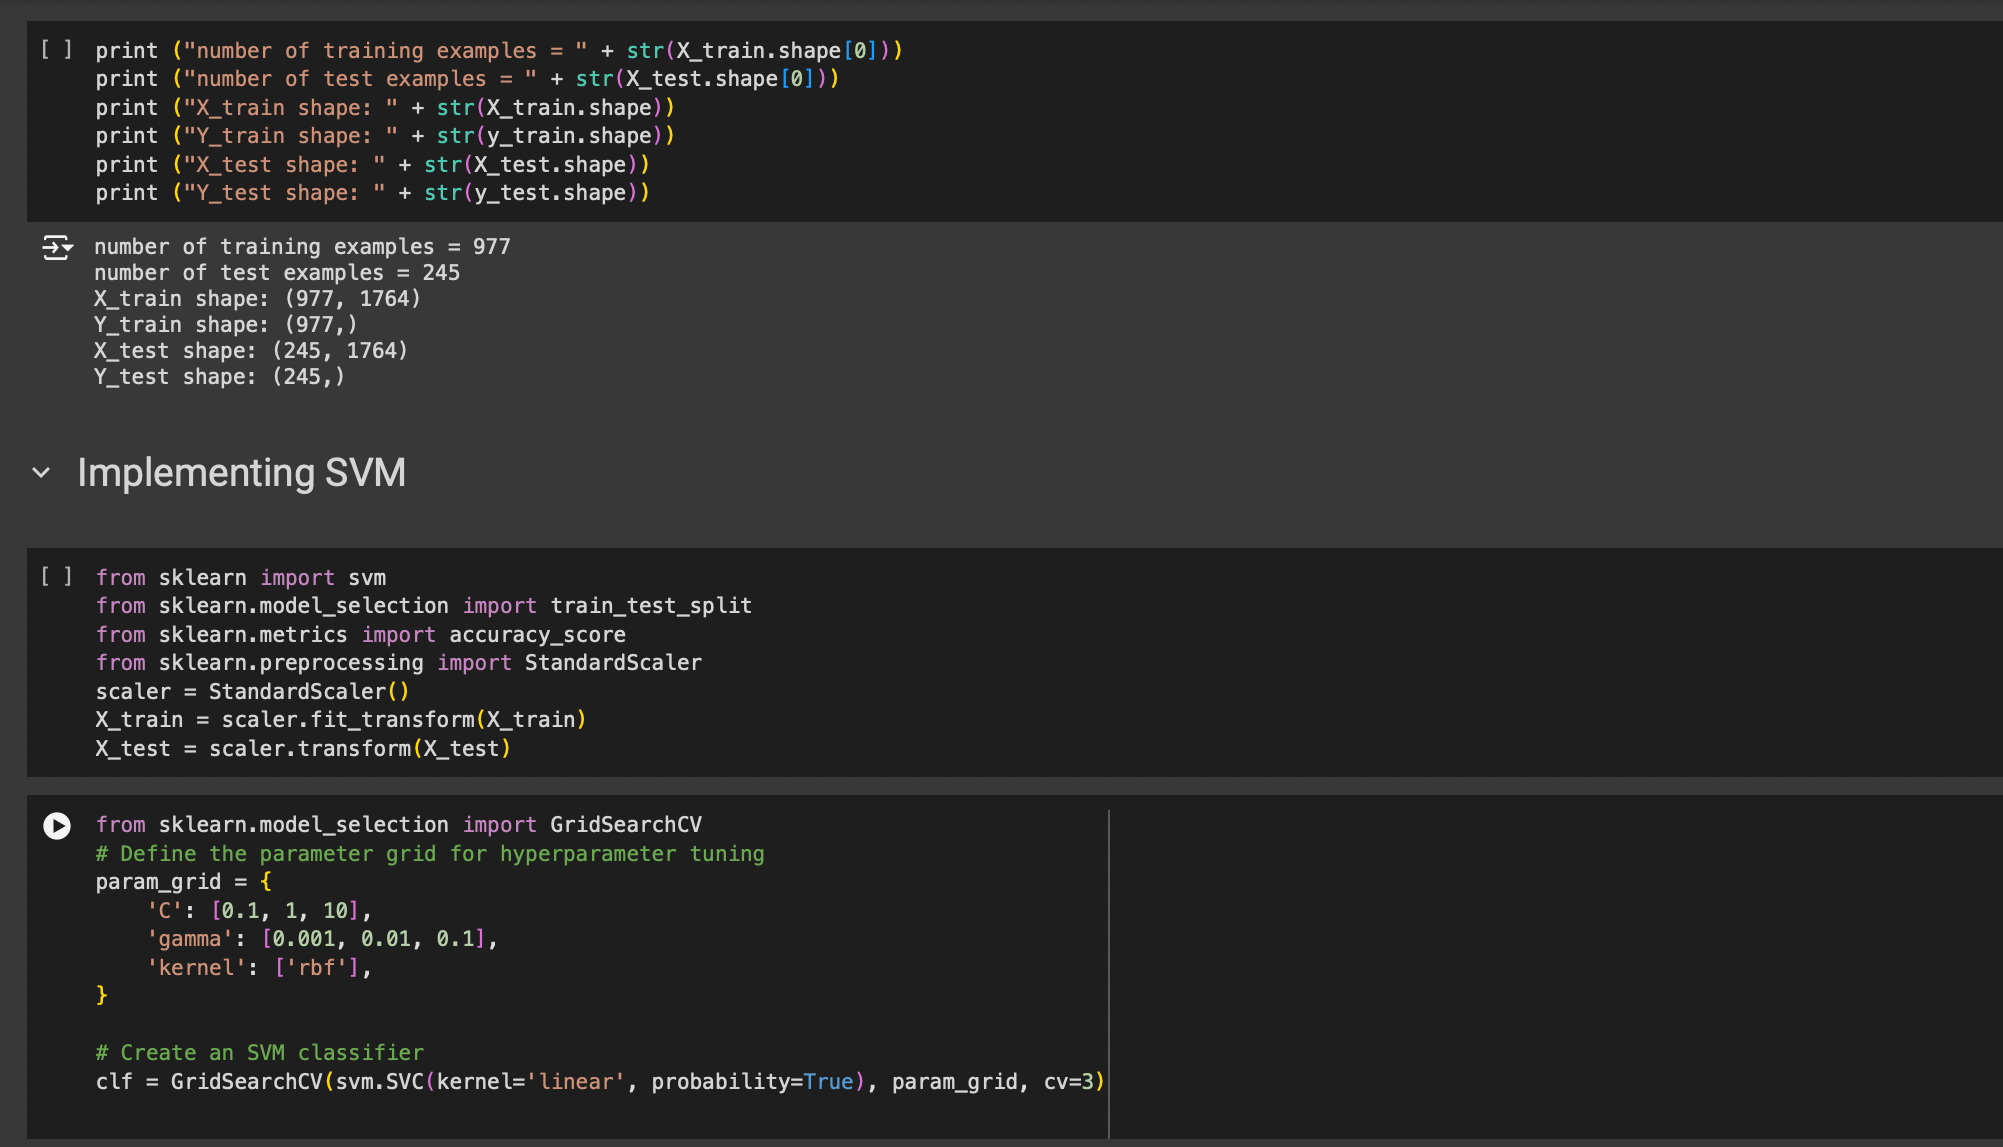 [ ] print ("number of training examples = " + str(X_train.shape[0]))
print ("number of test examples = " + str(X_test.shape[0]))
print ("X_train shape: " + str(X_train.shape))
print ("Y_train shape: " + str(y_train.shape))
print ("X_test shape: " + str(X_test.shape))
print ("Y_test shape: " + str(y_test.shape))
number of training examples = 977
number of test examples = 245
X_train shape: (977, 1764)
Y_train shape: (977,)
X_test shape: (245, 1764)
Y_test shape: (245,)
Implementing SVM
[ ] from sklearn import svm
from sklearn.model_selection import train_test_split
from sklearn.metrics import accuracy_score
from sklearn.preprocessing import StandardScaler
scaler = StandardScaler()
X_train = scaler.fit_transform(X_train)
X_test = scaler.transform(X_test)
from sklearn.model_selection import GridSearchCV
# Define the parameter grid for hyperparameter tuning
param_grid = {
    'C': [0.1, 1, 10],
    'gamma': [0.001, 0.01, 0.1],
    'kernel': ['rbf'],
}
# Create an SVM classifier
clf = GridSearchCV(svm.SVC(kernel='linear', probability=True), param_grid, cv=3)